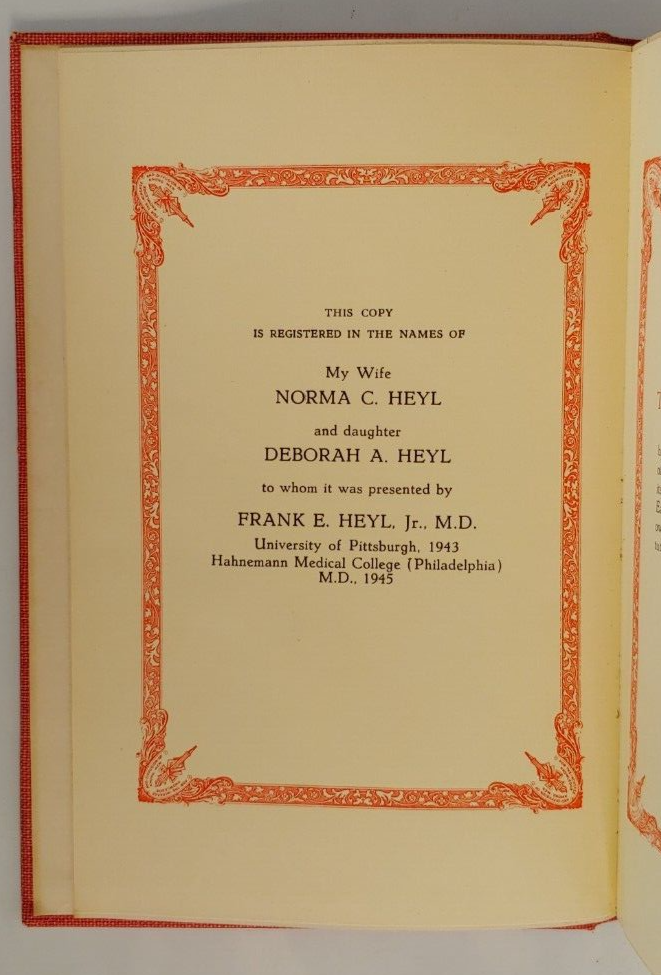 THIS COPY
IS REGISTERED IN THE NAMES OF
My Wife
NORMA C. HEYL
and daughter
DEBORAH A. HEYL
to whom it was presented by
FRANK E. HEYL, Jr., M.D.
University of Pittsburgh, 1943
Hahnemann Medical College (Philadelphia)
M.D., 1945